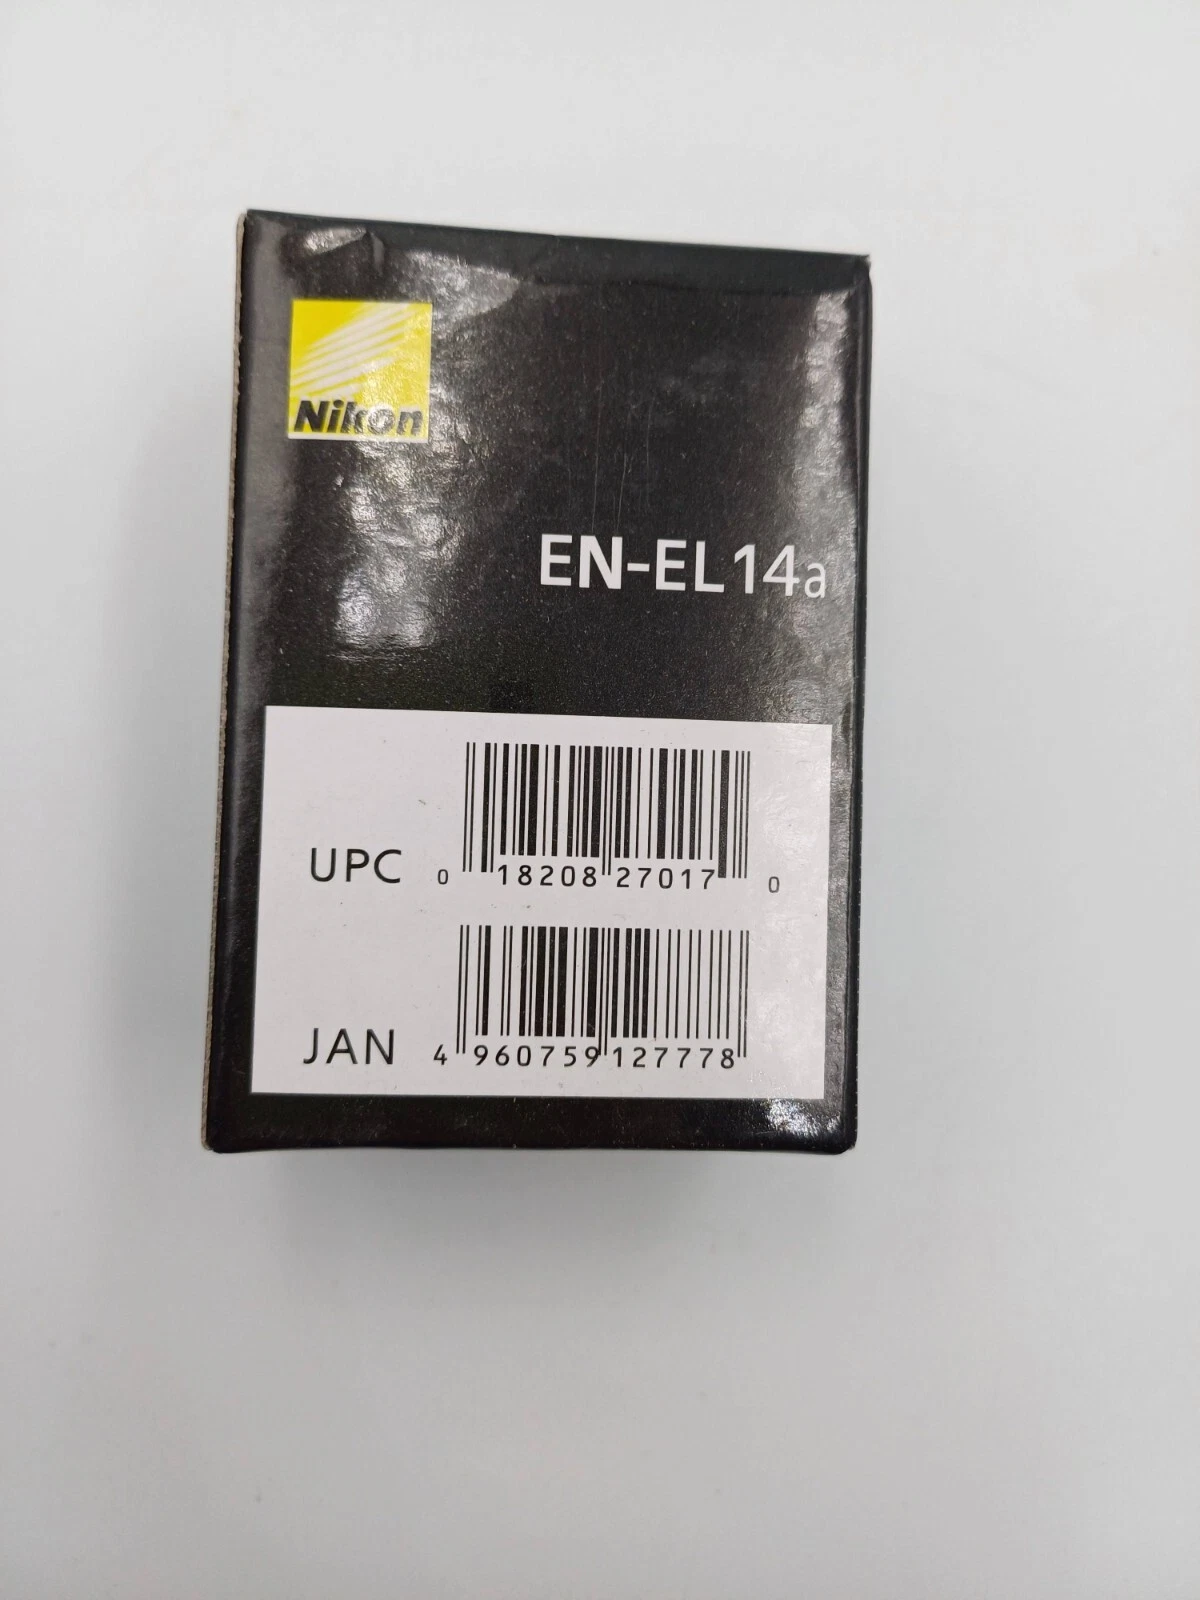 Nikon
EN-EL14a
UPC 0 18208 27017 0
JAN 4 960759 127778